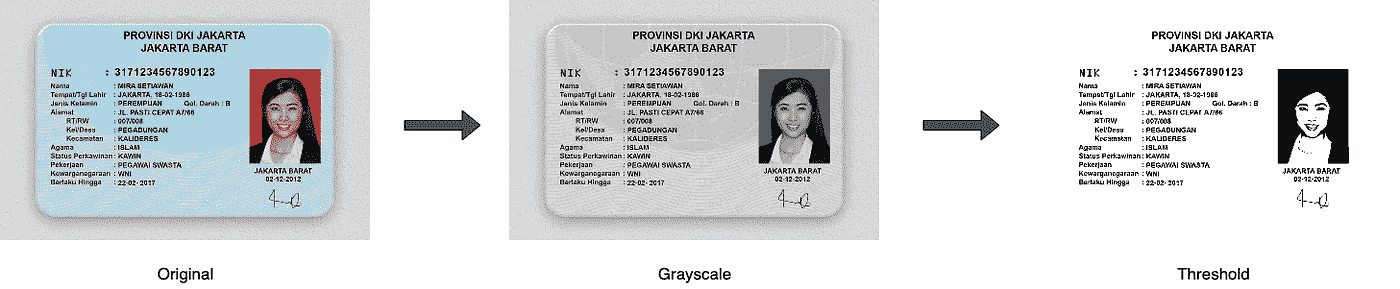 PROVINSI DKI JAKARTA
JAKARTA BARAT
NIK : 3171234567890123
Nama : MIRA SETIAWAN
Tempat/Tgl Lahir : JAKARTA, 18-02-1986
Jenis Kelamin : PEREMPUAN Gol. Darah : B
Alamat : JL. PASTI CEPAT A7/66
RT/RW : 007/008
Kel/Desa : PEGADUNGAN
Kecamatan : KALIDERES
Agama : ISLAM
Status Perkawinan : KAWIN
Pekerjaan : PEGAWAI SWASTA
Kewarganegaraan : WNI
Berlaku Hingga : 22-02- 2017
JAKARTA BARAT
02-12-2012
Original
PROVINSI DKI JAKARTA
JAKARTA BARAT
NIK : 3171234567890123
Nama : MIRA SETIAWAN
Tempat/Tgl Lahir : JAKARTA, 18-02-1986
Jenis Kelamin : PEREMPUAN Gol. Darah : B
Alamat : JL. PASTI CEPAT A7/66
RT/RW : 007/008
Kel/Desa : PEGADUNGAN
Kecamatan : KALIDERES
Agama : ISLAM
Status Perkawinan : KAWIN
Pekerjaan : PEGAWAI SWASTA
Kewarganegaraan : WNI
Berlaku Hingga : 22-02- 2017
JAKARTA BARAT
02-12-2012
Grayscale
PROVINSI DKI JAKARTA
JAKARTA BARAT
NIK : 3171234567890123
Nama : MIRA SETIAWAN
Tempat/Tgl Lahir : JAKARTA, 18-02-1986
Jenis Kelamin : PEREMPUAN Gol. Darah : B
Alamat : JL. PASTI CEPAT A7/66
RT/RW : 007/008
Kel/Desa : PEGADUNGAN
Kecamatan : KALIDERES
Agama : ISLAM
Status Perkawinan : KAWIN
Pekerjaan : PEGAWAI SWASTA
Kewarganegaraan : WNI
Berlaku Hingga : 22-02- 2017
JAKARTA BARAT
02-12-2012
Threshold